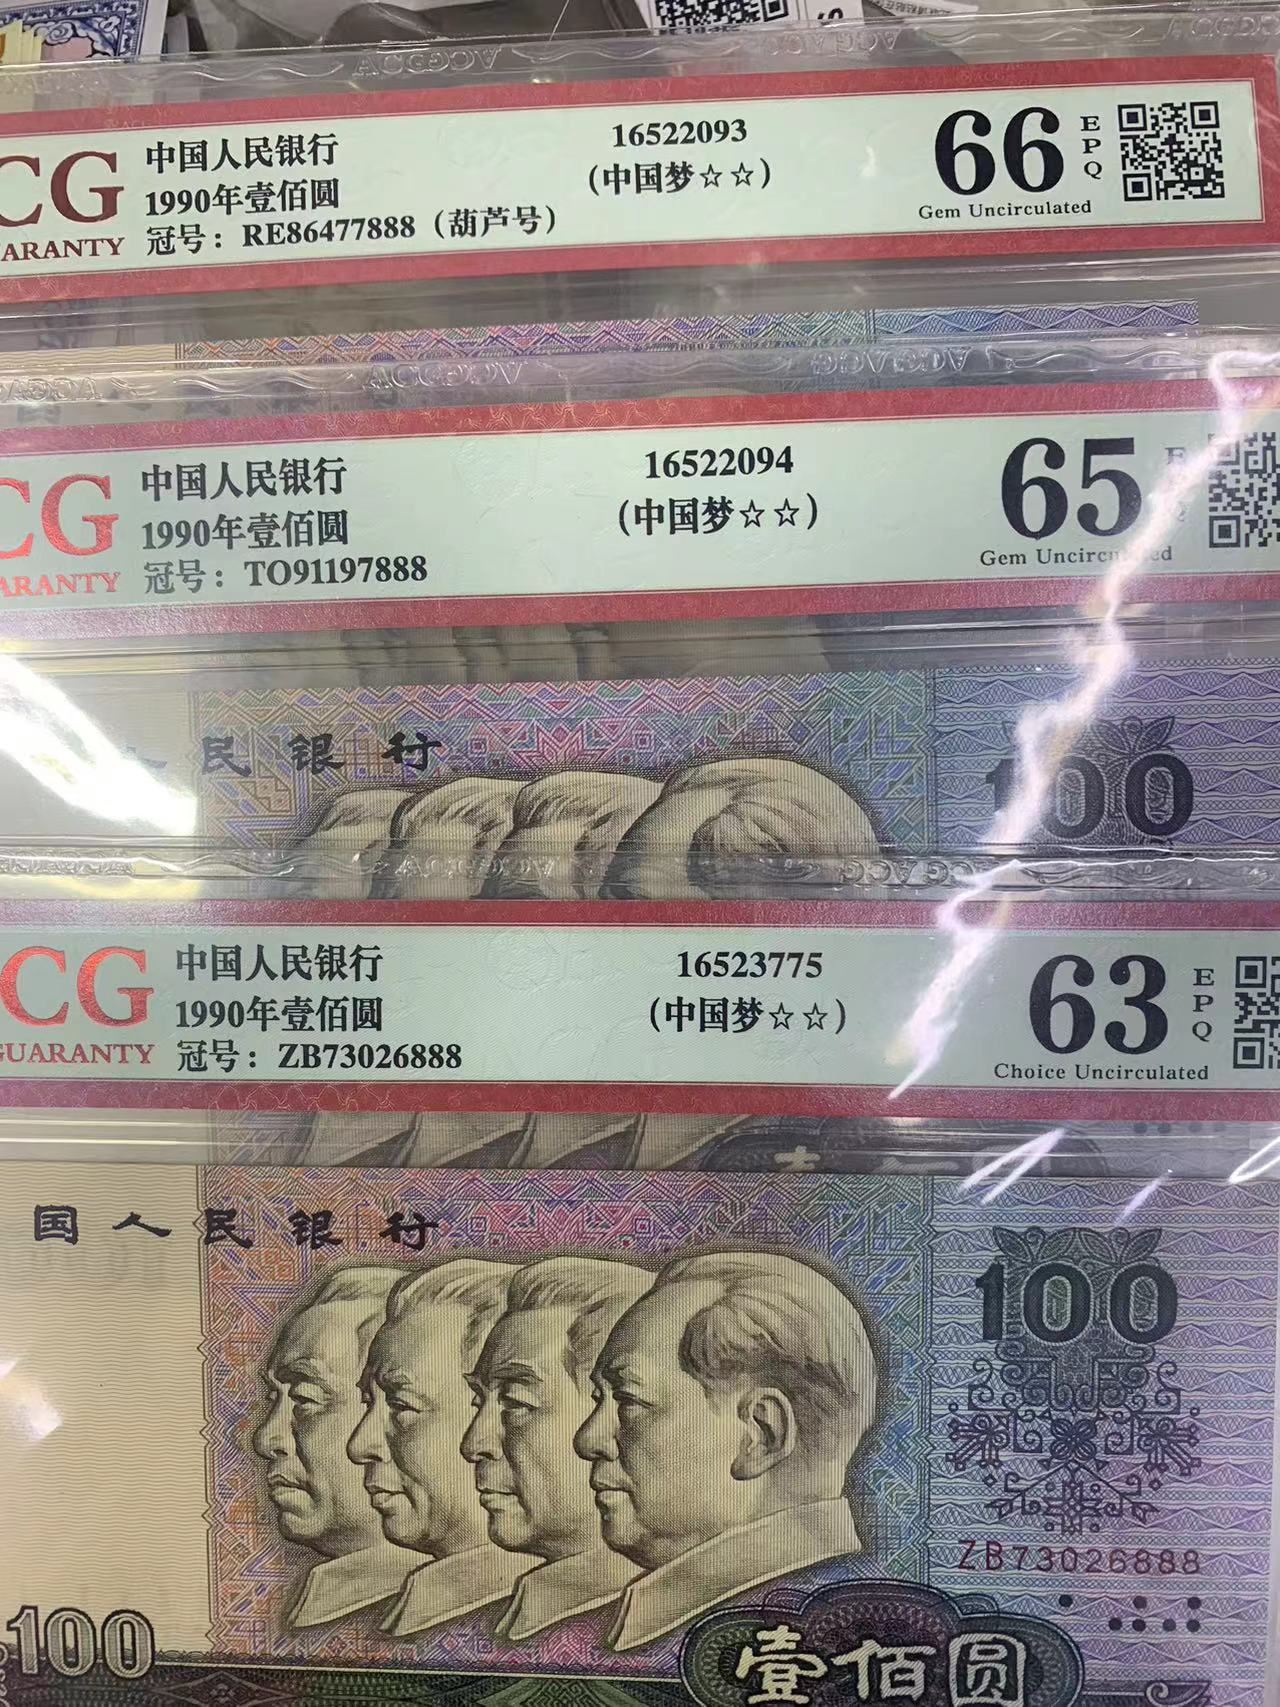 CG
中国人民银行
1990年壹佰圆
冠号：RE86477888（葫芦号）
16522093
（中国梦☆☆）
66
EPQ
Gem Uncirculated
ARANTY
CG
中国人民银行
1990年壹佰圆
冠号：TO91197888
16522094
（中国梦☆☆）
65
Gem Uncirculated
ARANTY
民银行
100
CG
中国人民银行
1990年壹佰圆
冠号：ZB73026888
16523775
（中国梦☆☆）
63
EPQ
Choice Uncirculated
GUARANTY
国人民银行
100
ZB73026888
100
壹佰圆